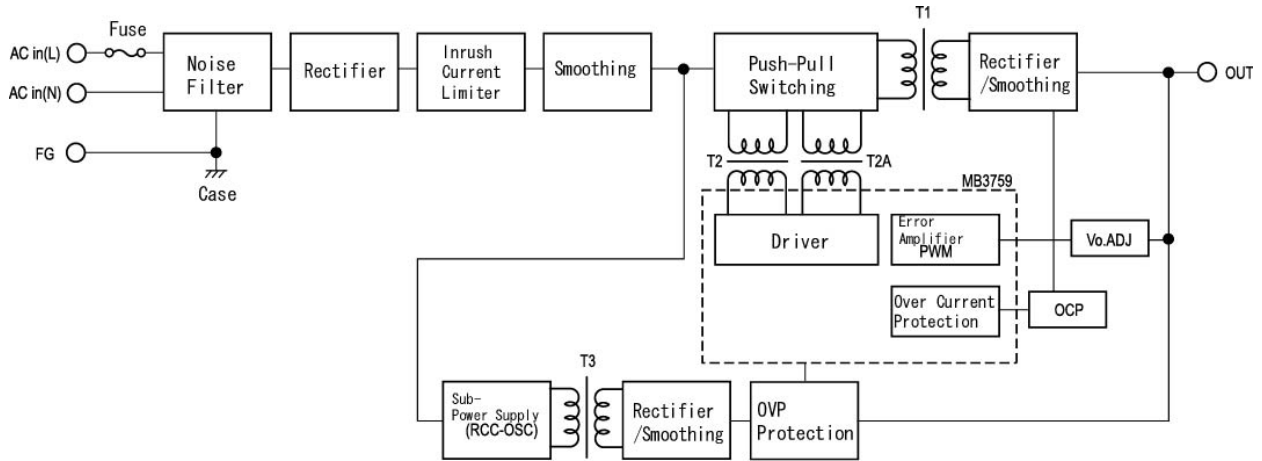 T1
Fuse
AC in(L)
AC in(N)
FG
Noise
Filter
Case
Rectifier
Inrush
Current
Limiter
Smoothing
Push-Pull
Switching
Rectifier
/Smoothing
OUT
T2
T2A
MB3759
Driver
Error
Amplifier
PWM
Vo.ADJ
Over Current
Protection
OCP
T3
Sub-
Power Supply
(RCC-OSC)
Rectifier
/Smoothing
OVP
Protection